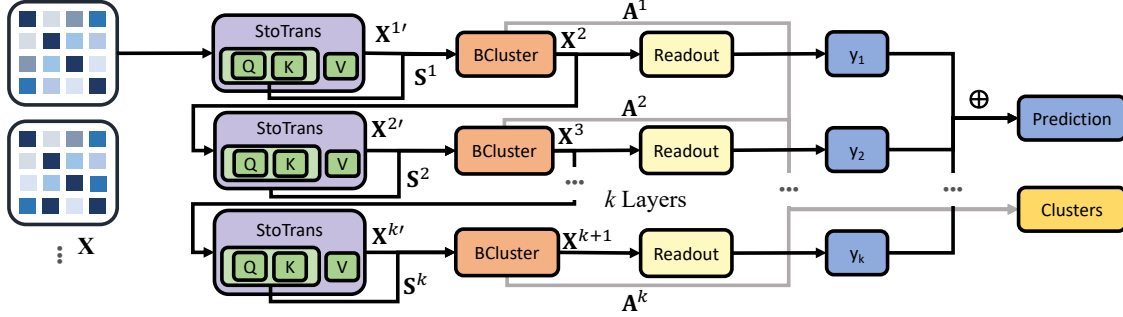 A¹
StoTrans
X¹′
X²
Q K V
S¹
BCluster
Readout
y₁
⊕
A²
StoTrans
X²′
X³
Prediction
Q K V
S²
BCluster
Readout
y₂
...
k Layers
...
...
Clusters
StoTrans
Xᵏ′
Xᵏ⁺¹
Q K V
Sᵏ
BCluster
Readout
yₖ
Aᵏ
⋮ X